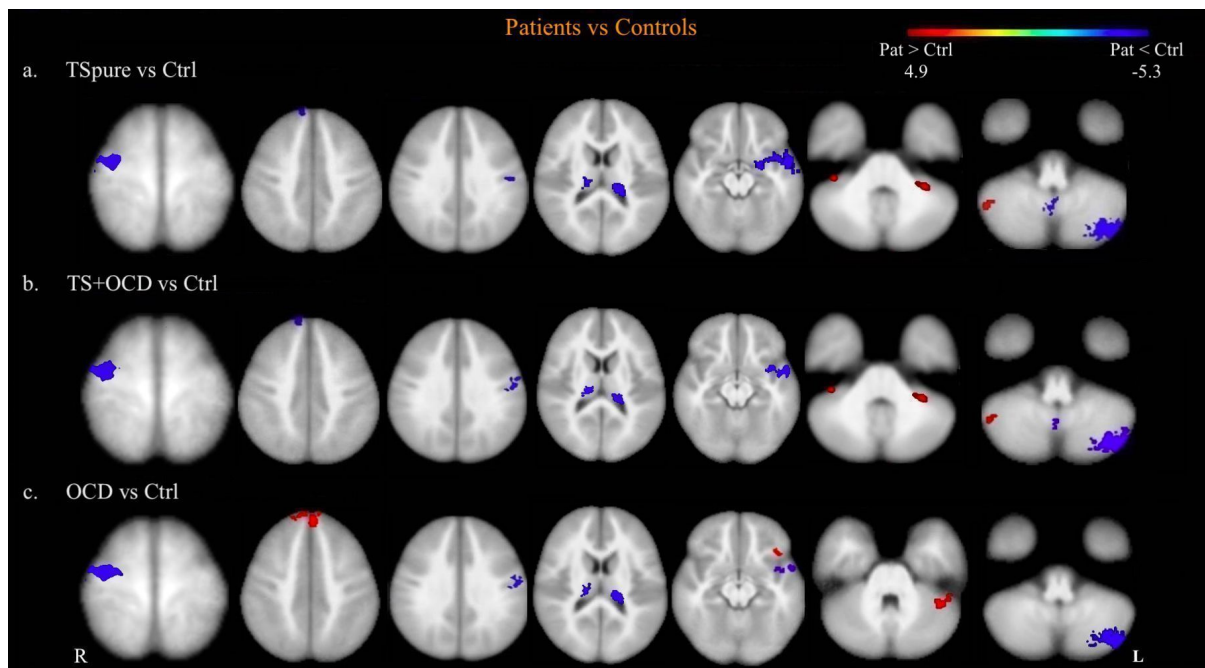 Patients vs Controls
Pat > Ctrl Pat < Ctrl
4.9 -5.3
a. TSpure vs Ctrl
b. TS+OCD vs Ctrl
c. OCD vs Ctrl
R L